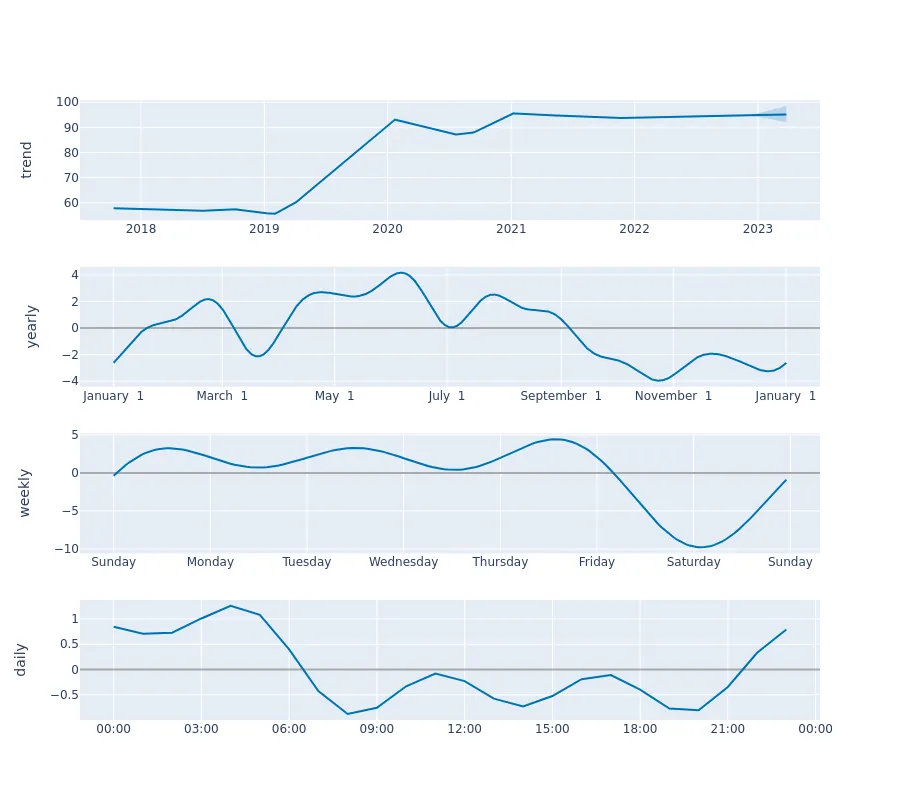 trend
100
90
80
70
60
2018 2019 2020 2021 2022 2023
yearly
4
2
0
−2
−4
January 1 March 1 May 1 July 1 September 1 November 1 January 1
weekly
5
0
−5
−10
Sunday Monday Tuesday Wednesday Thursday Friday Saturday Sunday
daily
1
0.5
0
−0.5
00:00 03:00 06:00 09:00 12:00 15:00 18:00 21:00 00:00